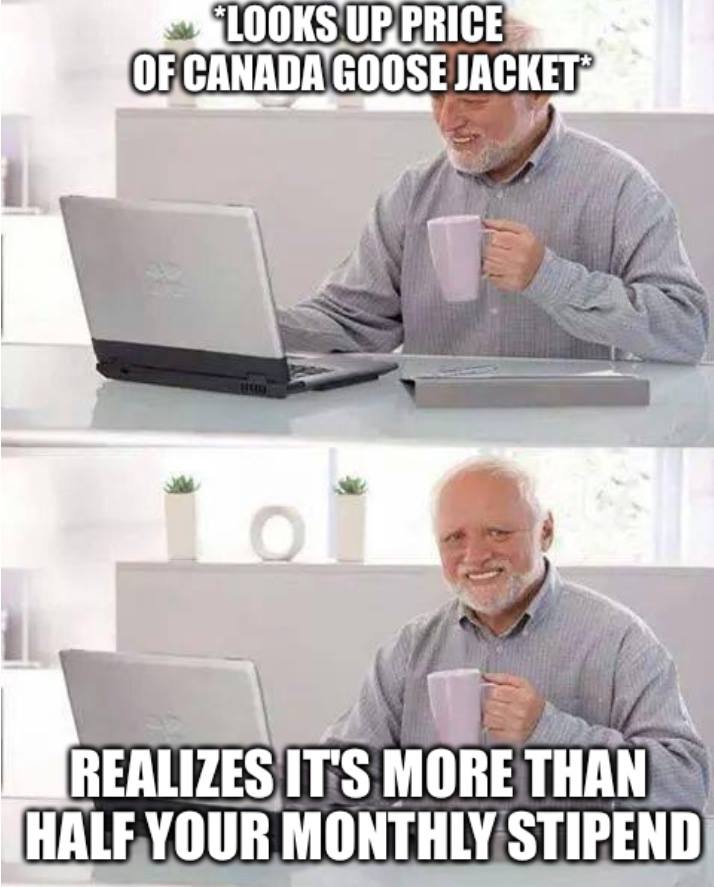 *LOOKS UP PRICE
OF CANADA GOOSE JACKET*
REALIZES IT'S MORE THAN
HALF YOUR MONTHLY STIPEND